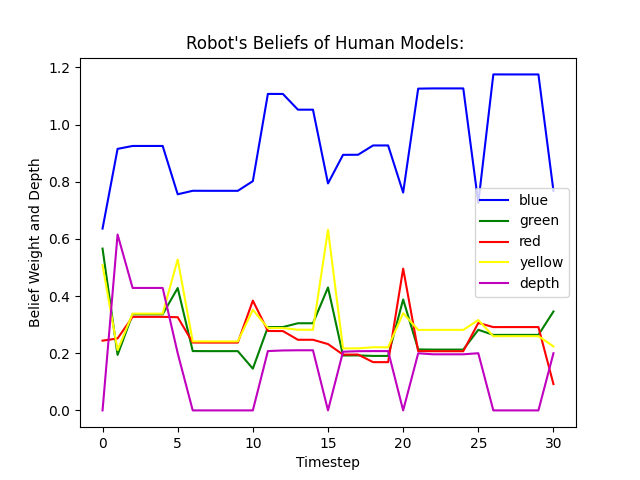 Robot's Beliefs of Human Models:
Belief Weight and Depth
1.2
1.0
0.8
0.6
0.4
0.2
0.0
blue
green
red
yellow
depth
0 5 10 15 20 25 30
Timestep